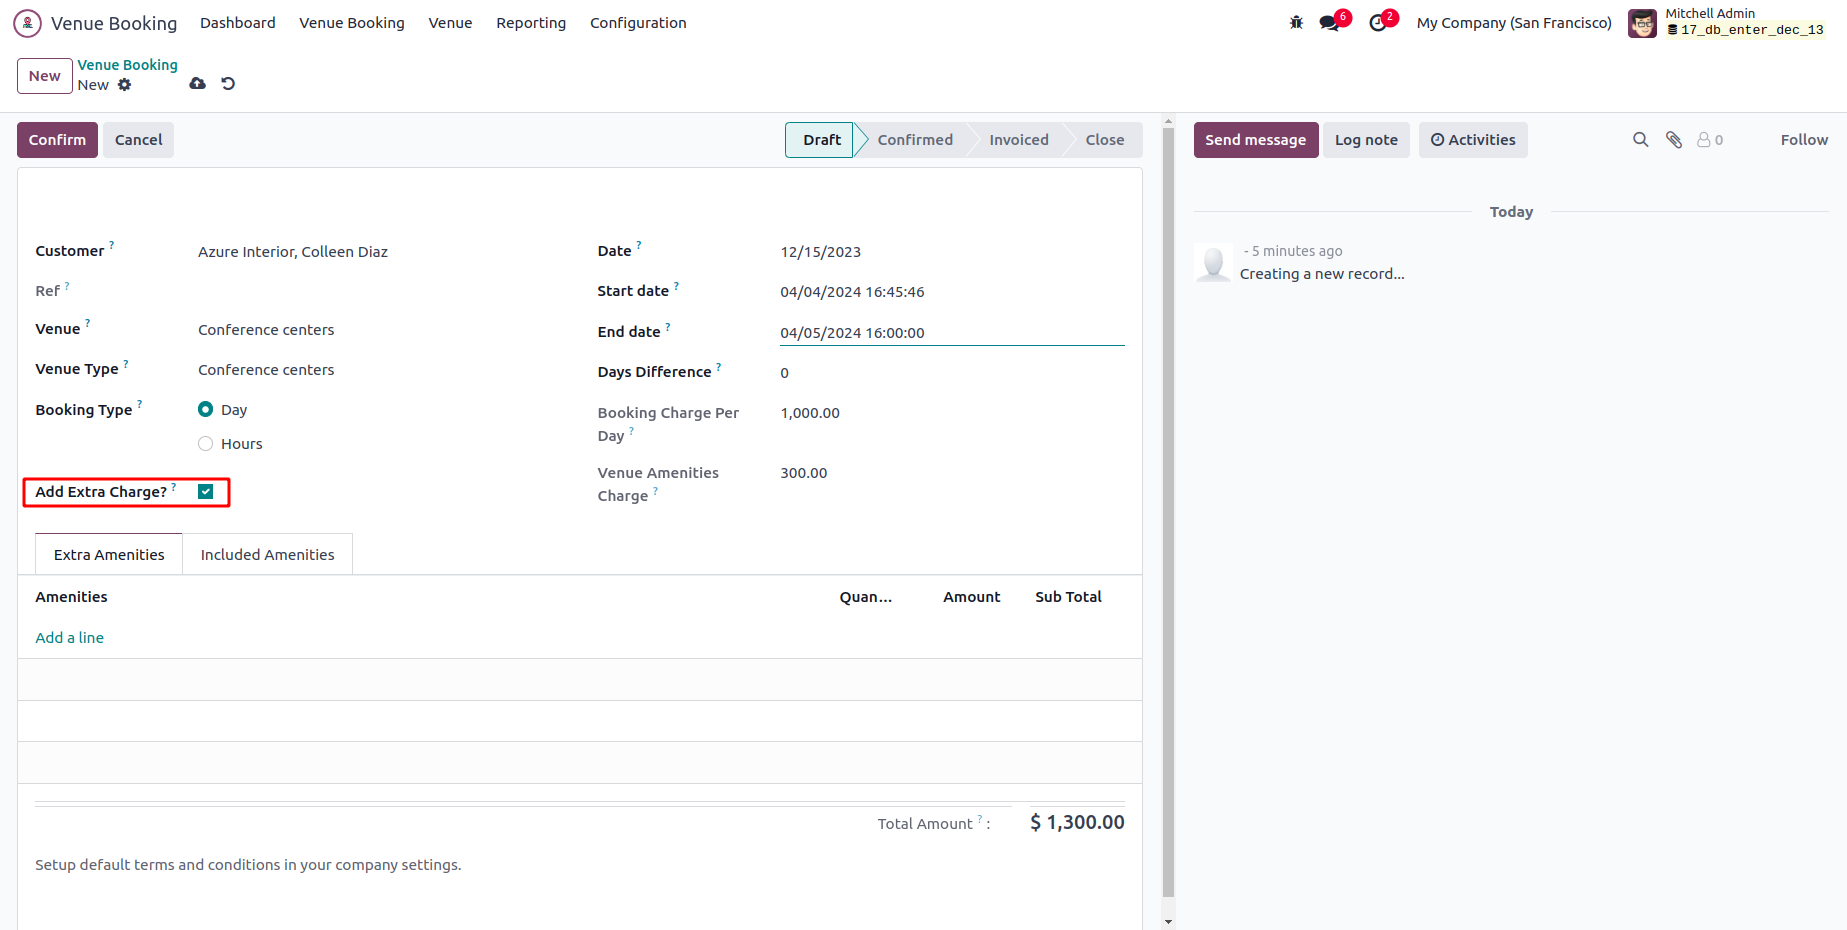 Venue Booking Dashboard Venue Booking Venue Reporting Configuration 6 2 My Company (San Francisco) Mitchell Admin
17_db_enter_dec_13
New Venue Booking
New
Confirm Cancel Draft Confirmed Invoiced Close Send message Log note Activities 0 Follow
Today
Customer ? Azure Interior, Colleen Diaz Date ? 12/15/2023
- 5 minutes ago
Creating a new record...
Ref ? Start date ? 04/04/2024 16:45:46
Venue ? Conference centers End date ? 04/05/2024 16:00:00
Venue Type ? Conference centers Days Difference ? 0
Booking Type ? Day Booking Charge Per
Day ? 1,000.00
Hours
Venue Amenities
Charge ? 300.00
Add Extra Charge? ?
Extra Amenities Included Amenities
Amenities Quan... Amount Sub Total
Add a line
Total Amount ? : $ 1,300.00
Setup default terms and conditions in your company settings.